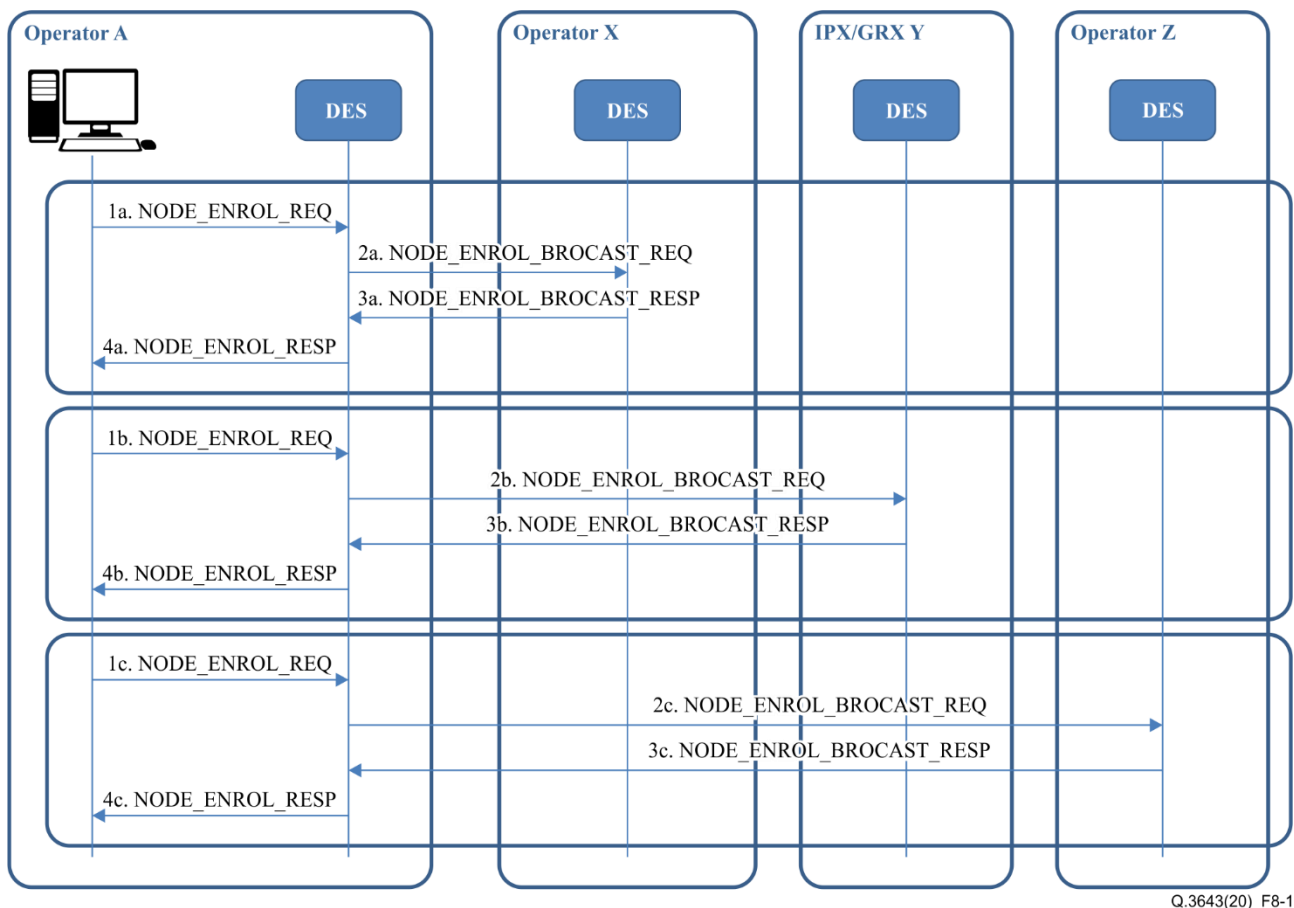 Operator A
Operator X
IPX/GRX Y
Operator Z
DES
DES
DES
DES
1a. NODE_ENROL_REQ
2a. NODE_ENROL_BROCAST_REQ
3a. NODE_ENROL_BROCAST_RESP
4a. NODE_ENROL_RESP
1b. NODE_ENROL_REQ
2b. NODE_ENROL_BROCAST_REQ
3b. NODE_ENROL_BROCAST_RESP
4b. NODE_ENROL_RESP
1c. NODE_ENROL_REQ
2c. NODE_ENROL_BROCAST_REQ
3c. NODE_ENROL_BROCAST_RESP
4c. NODE_ENROL_RESP
Q.3643(20)_F8-1